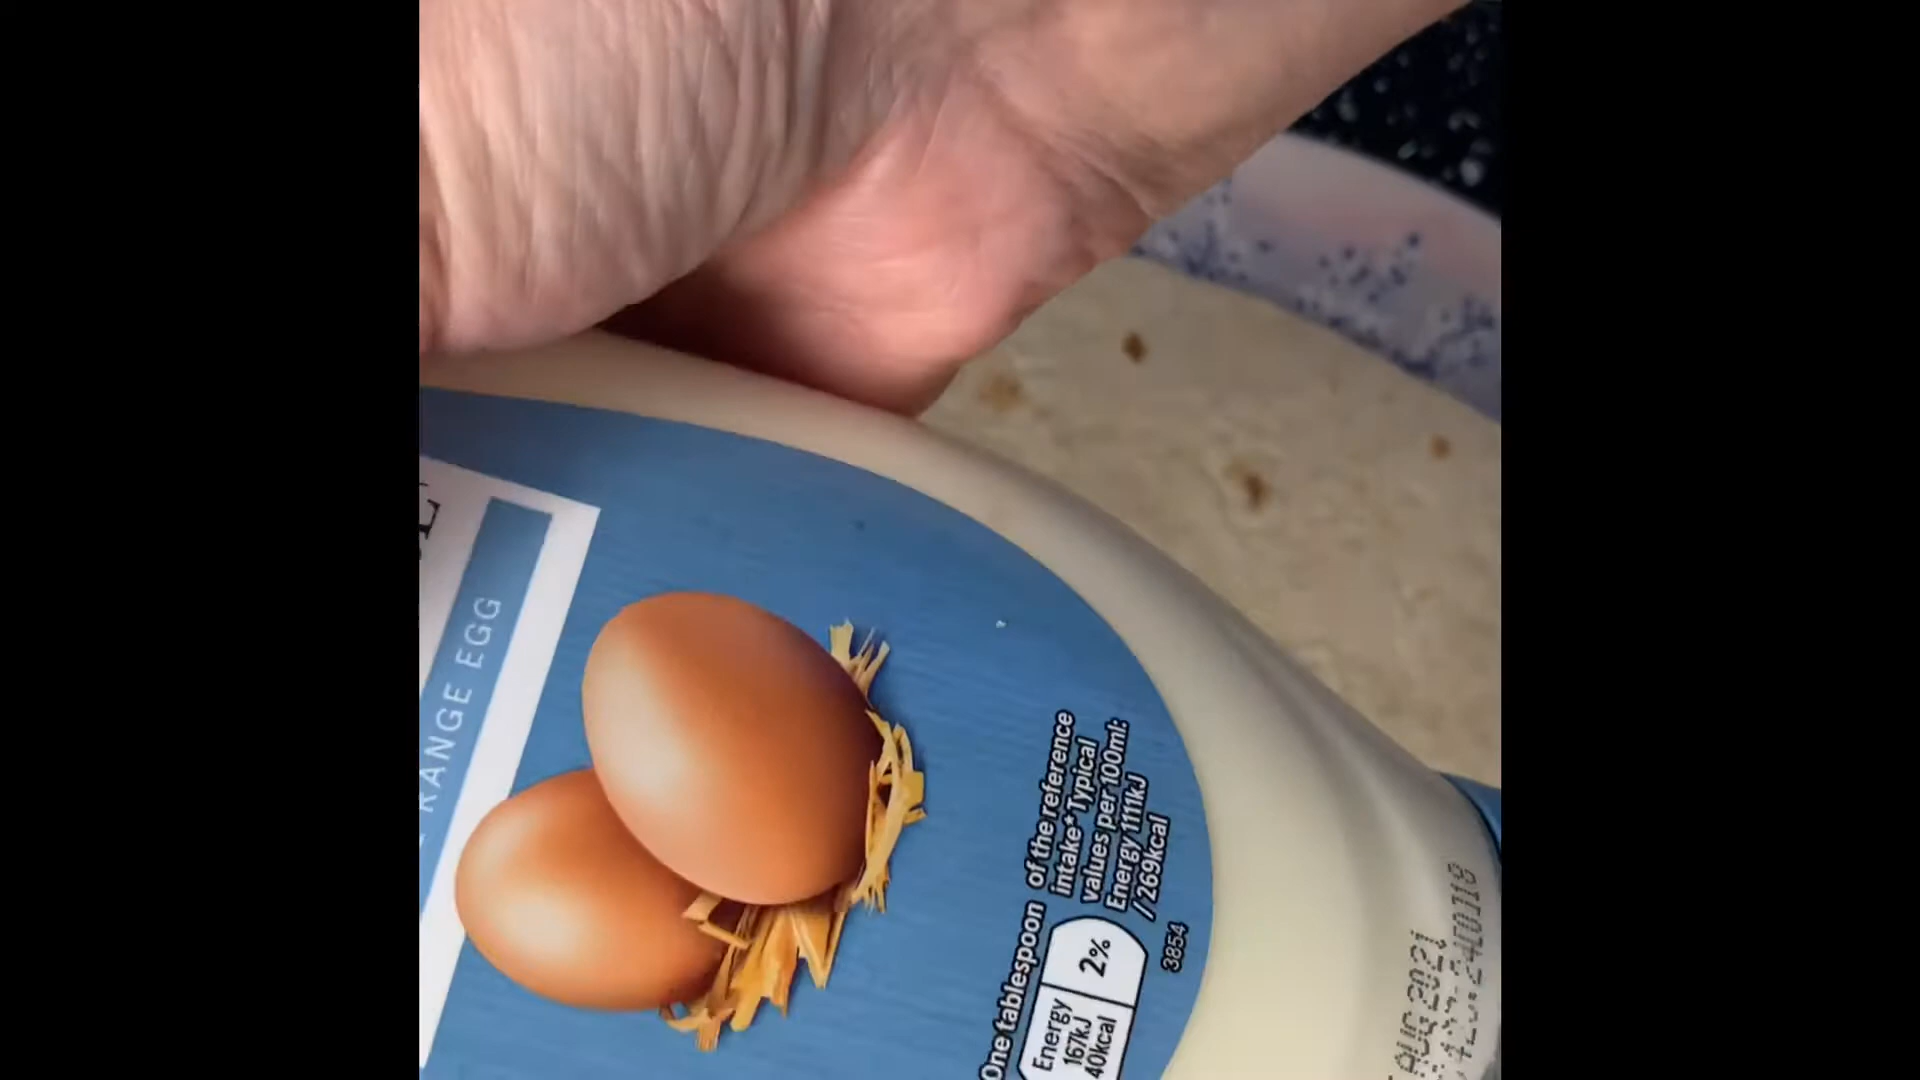 RANGE EGG
One tablespoon
Energy
167kJ
40kcal
2%
of the reference
intake* Typical
values per 100ml:
Energy 1111kJ
/ 269kcal
3854
AUG 2021